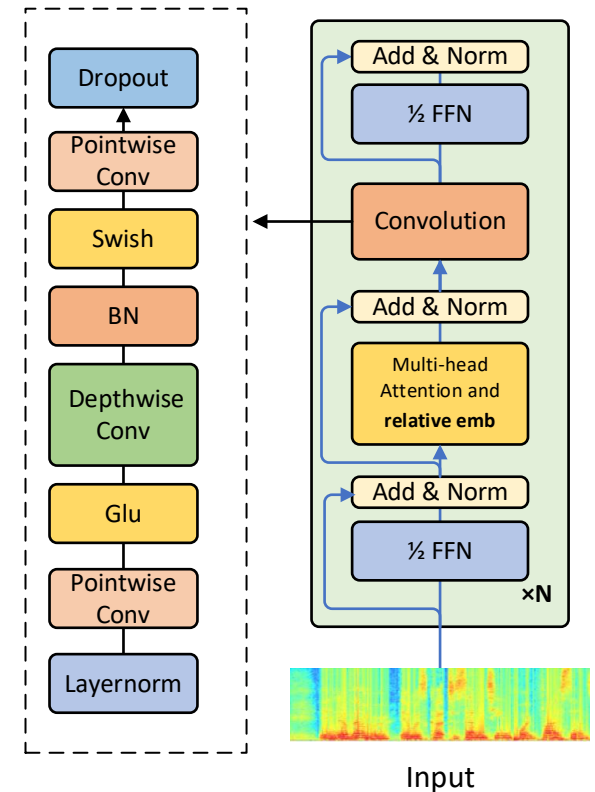 Dropout
Pointwise
Conv
Swish
BN
Depthwise
Conv
Glu
Pointwise
Conv
Layernorm
Add & Norm
½ FFN
Convolution
Add & Norm
Multi-head
Attention and
relative emb
Add & Norm
½ FFN
×N
Input